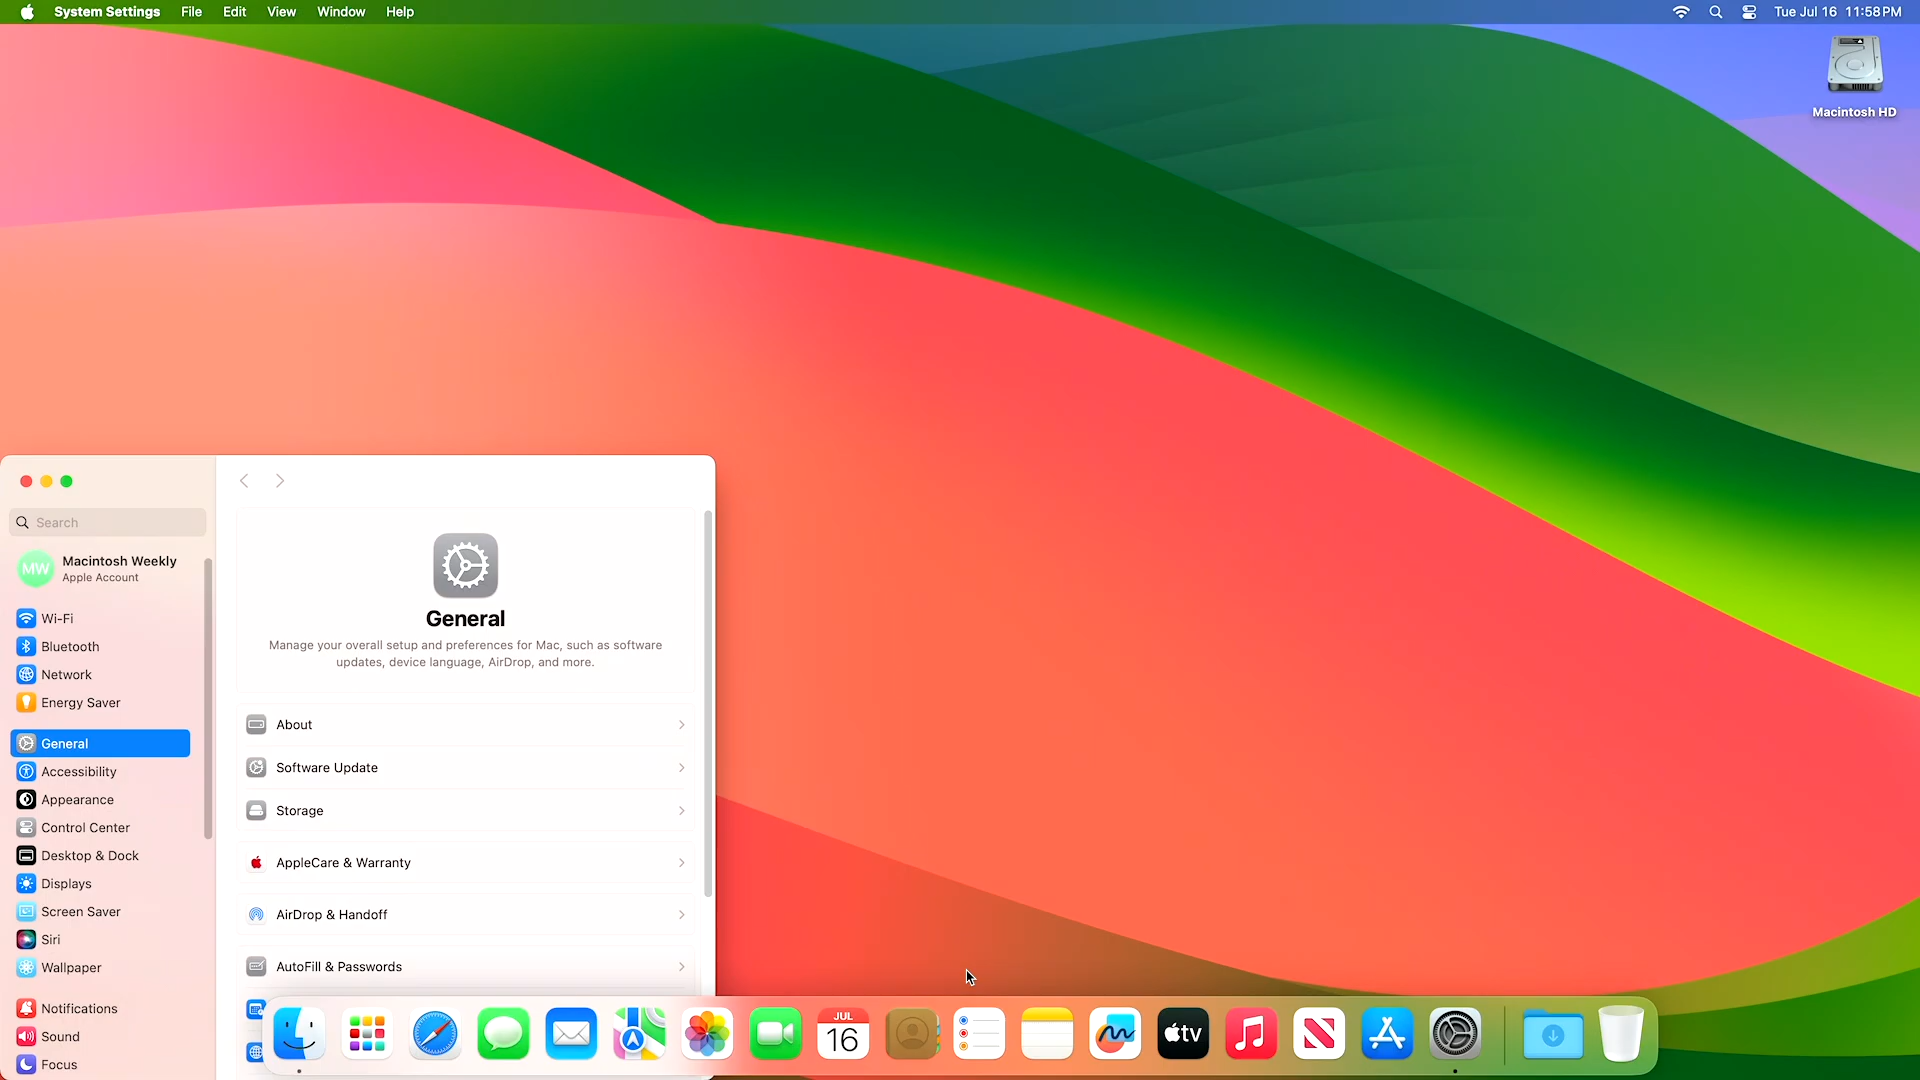 System Settings File Edit View Window Help
Tue Jul 16 11:58 PM
Macintosh HD
Search
MW
Macintosh Weekly
Apple Account
Wi-Fi
Bluetooth
Network
Energy Saver
General
Accessibility
Appearance
Control Center
Desktop & Dock
Displays
Screen Saver
Siri
Wallpaper
Notifications
Sound
Focus
General
Manage your overall setup and preferences for Mac, such as software
updates, device language, AirDrop, and more.
About
Software Update
Storage
AppleCare & Warranty
AirDrop & Handoff
AutoFill & Passwords
JUL
16
tv